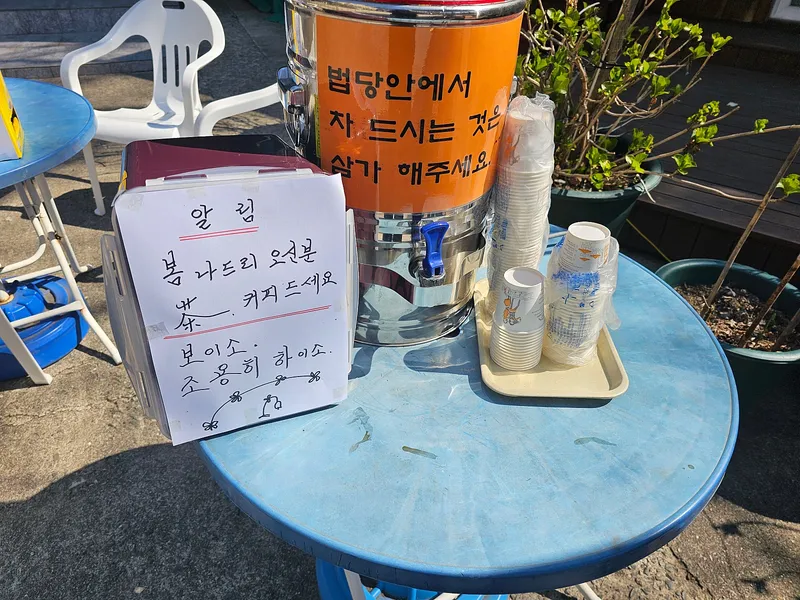 법당안에서
차 드시는 것은
삼가 해주세요.
알 림
봄 나드리 오신분
茶. 커피 드세요
보이소.
조용히 하이소.